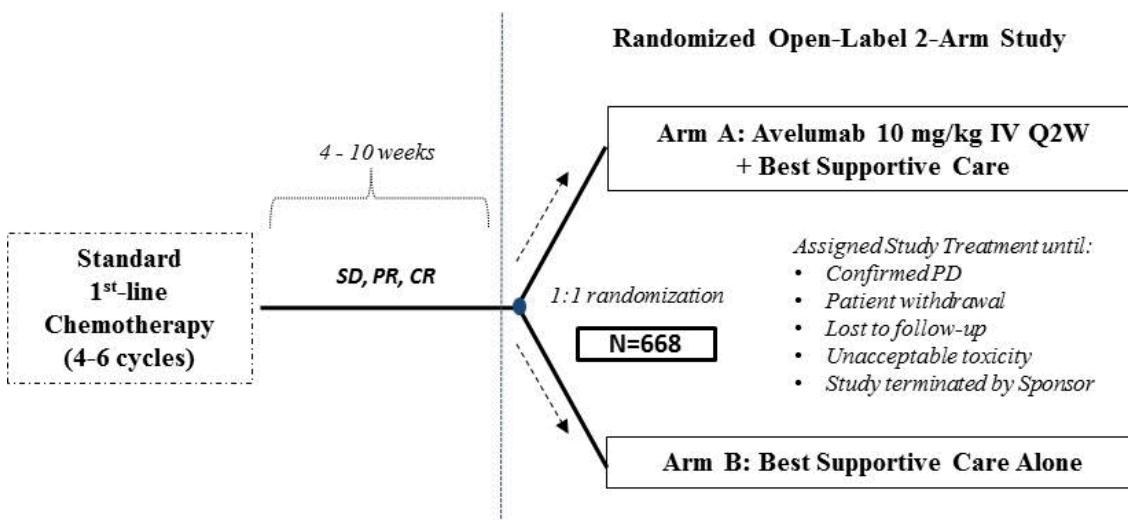 Randomized Open-Label 2-Arm Study
Arm A: Avelumab 10 mg/kg IV Q2W
+ Best Supportive Care
4 - 10 weeks
Standard
1st-line
Chemotherapy
(4-6 cycles)
SD, PR, CR
1:1 randomization
N=668
Assigned Study Treatment until:
• Confirmed PD
• Patient withdrawal
• Lost to follow-up
• Unacceptable toxicity
• Study terminated by Sponsor
Arm B: Best Supportive Care Alone